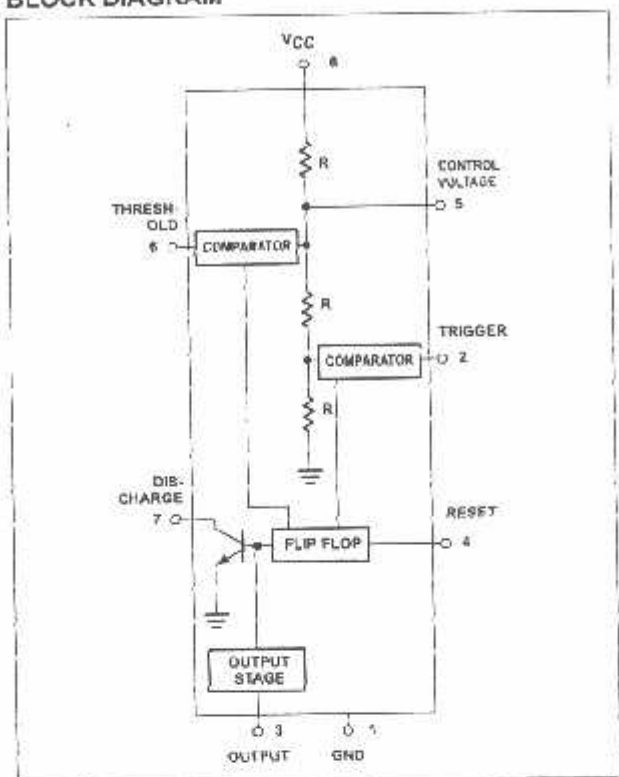 BLOCK DIAGRAM
VCC
8
R
CONTROL
VOLTAGE
5
THRESH-
OLD
6
COMPARATOR
R
TRIGGER
COMPARATOR
2
R
DIS-
CHARGE
7
RESET
FLIP FLOP
4
OUTPUT
STAGE
3
1
OUTPUT
GND